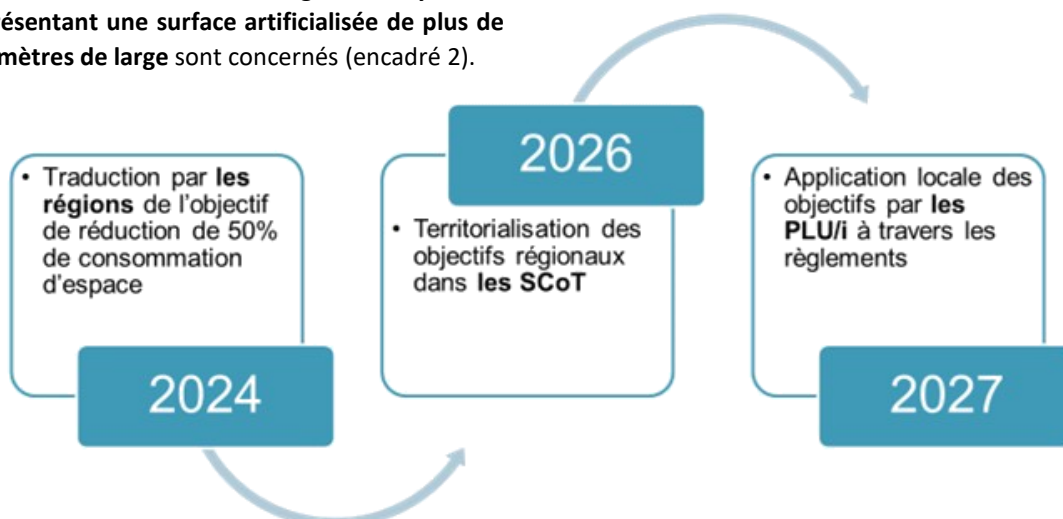 résentant une surface artificialisée de plus de
mètres de large sont concernés (encadré 2).
• Traduction par les
régions de l’objectif
de réduction de 50%
de consommation
d’espace
2024
2026
• Territorialisation des
objectifs régionaux
dans les SCoT
• Application locale des
objectifs par les
PLU/i à travers les
règlements
2027